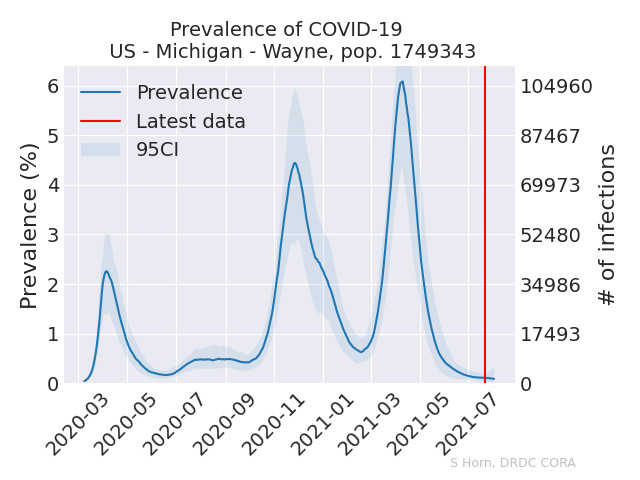 Prevalence of COVID-19
US - Michigan - Wayne, pop. 1749343
Prevalence (%)
6
5
4
3
2
1
0
Prevalence
Latest data
95CI
104960
87467
69973
52480
34986
17493
0
# of infections
2020-03
2020-05
2020-07
2020-09
2020-11
2021-01
2021-03
2021-05
2021-07
S Horn, DRDC CORA